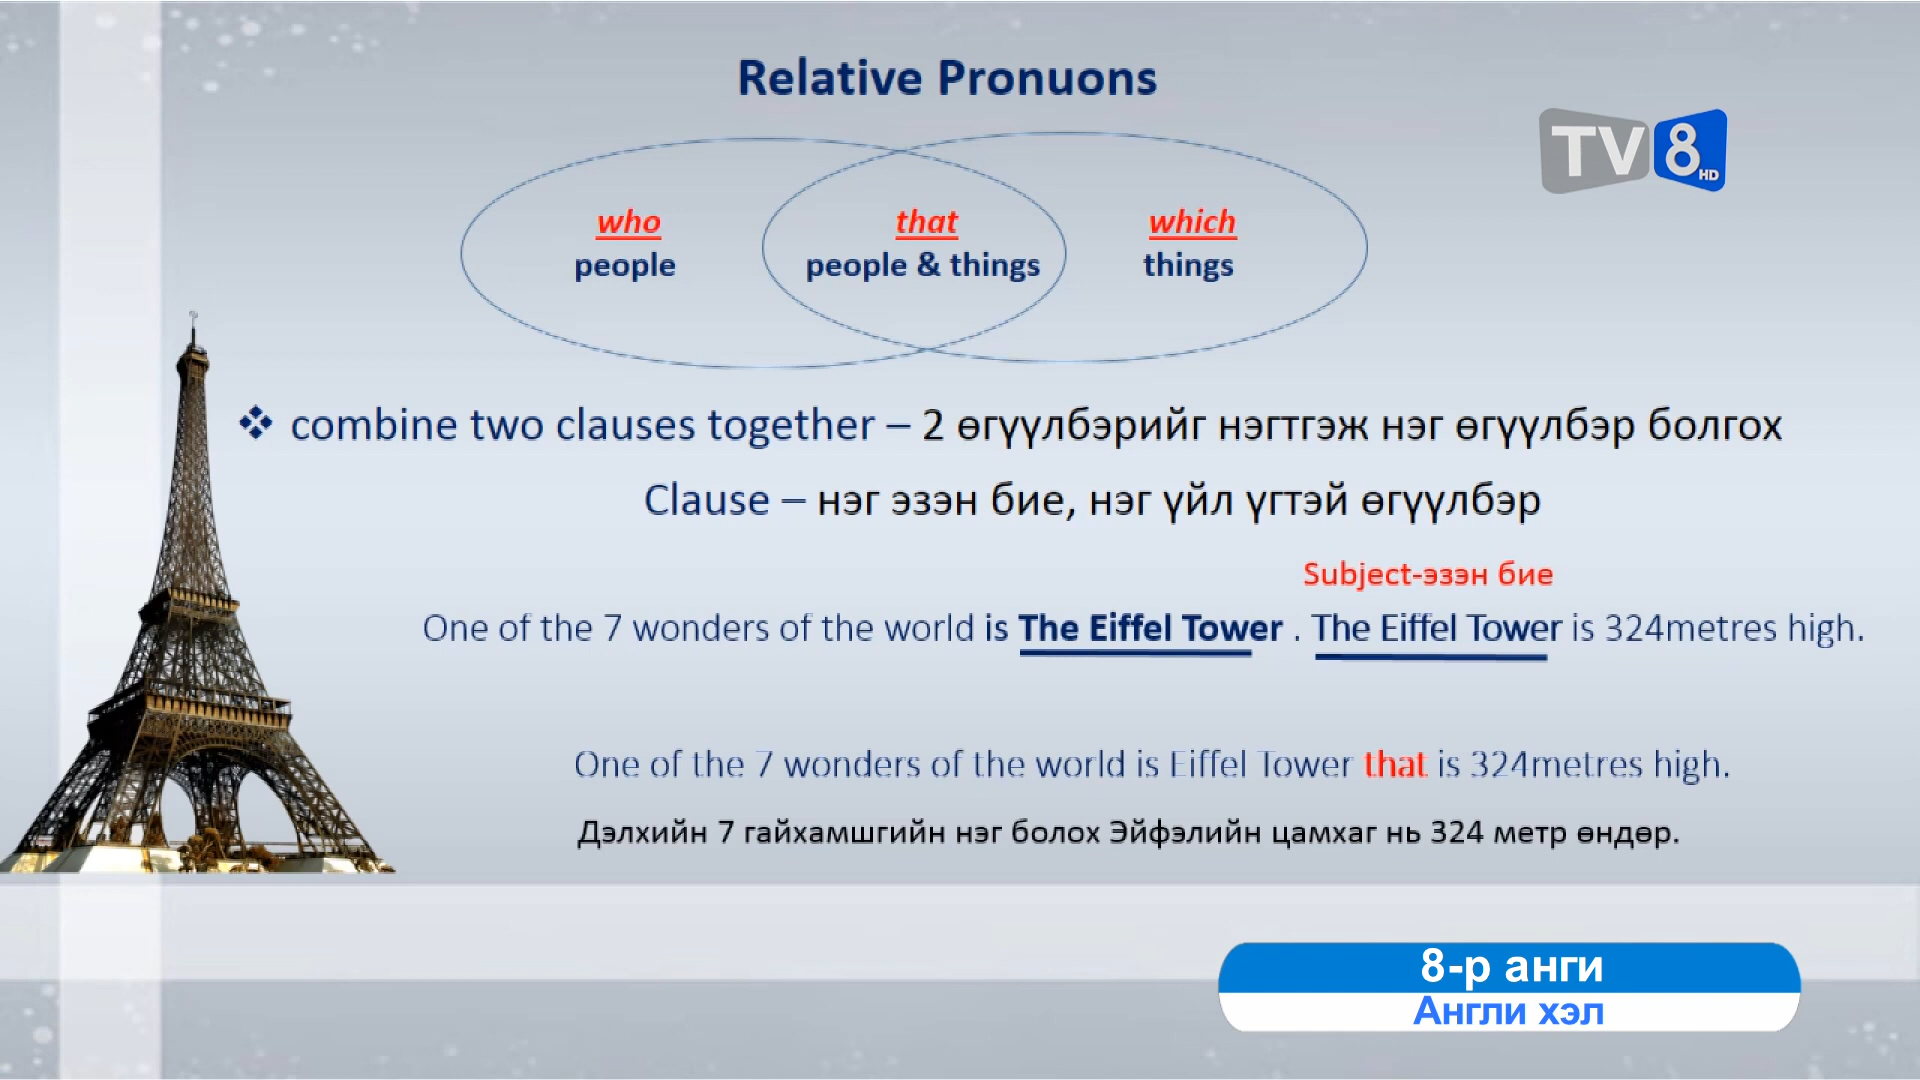 Relative Pronuons
TV8 HD
who that which
people people & things things
❖ combine two clauses together – 2 өгүүлбэрийг нэгтгэж нэг өгүүлбэр болгох
Clause – нэг эзэн бие, нэг үйл үгтэй өгүүлбэр
Subject-эзэн бие
One of the 7 wonders of the world is The Eiffel Tower . The Eiffel Tower is 324metres high.
One of the 7 wonders of the world is Eiffel Tower that is 324metres high.
Дэлхийн 7 гайхамшгийн нэг болох Эйфэлийн цамхаг нь 324 метр өндөр.
8-р анги
Англи хэл